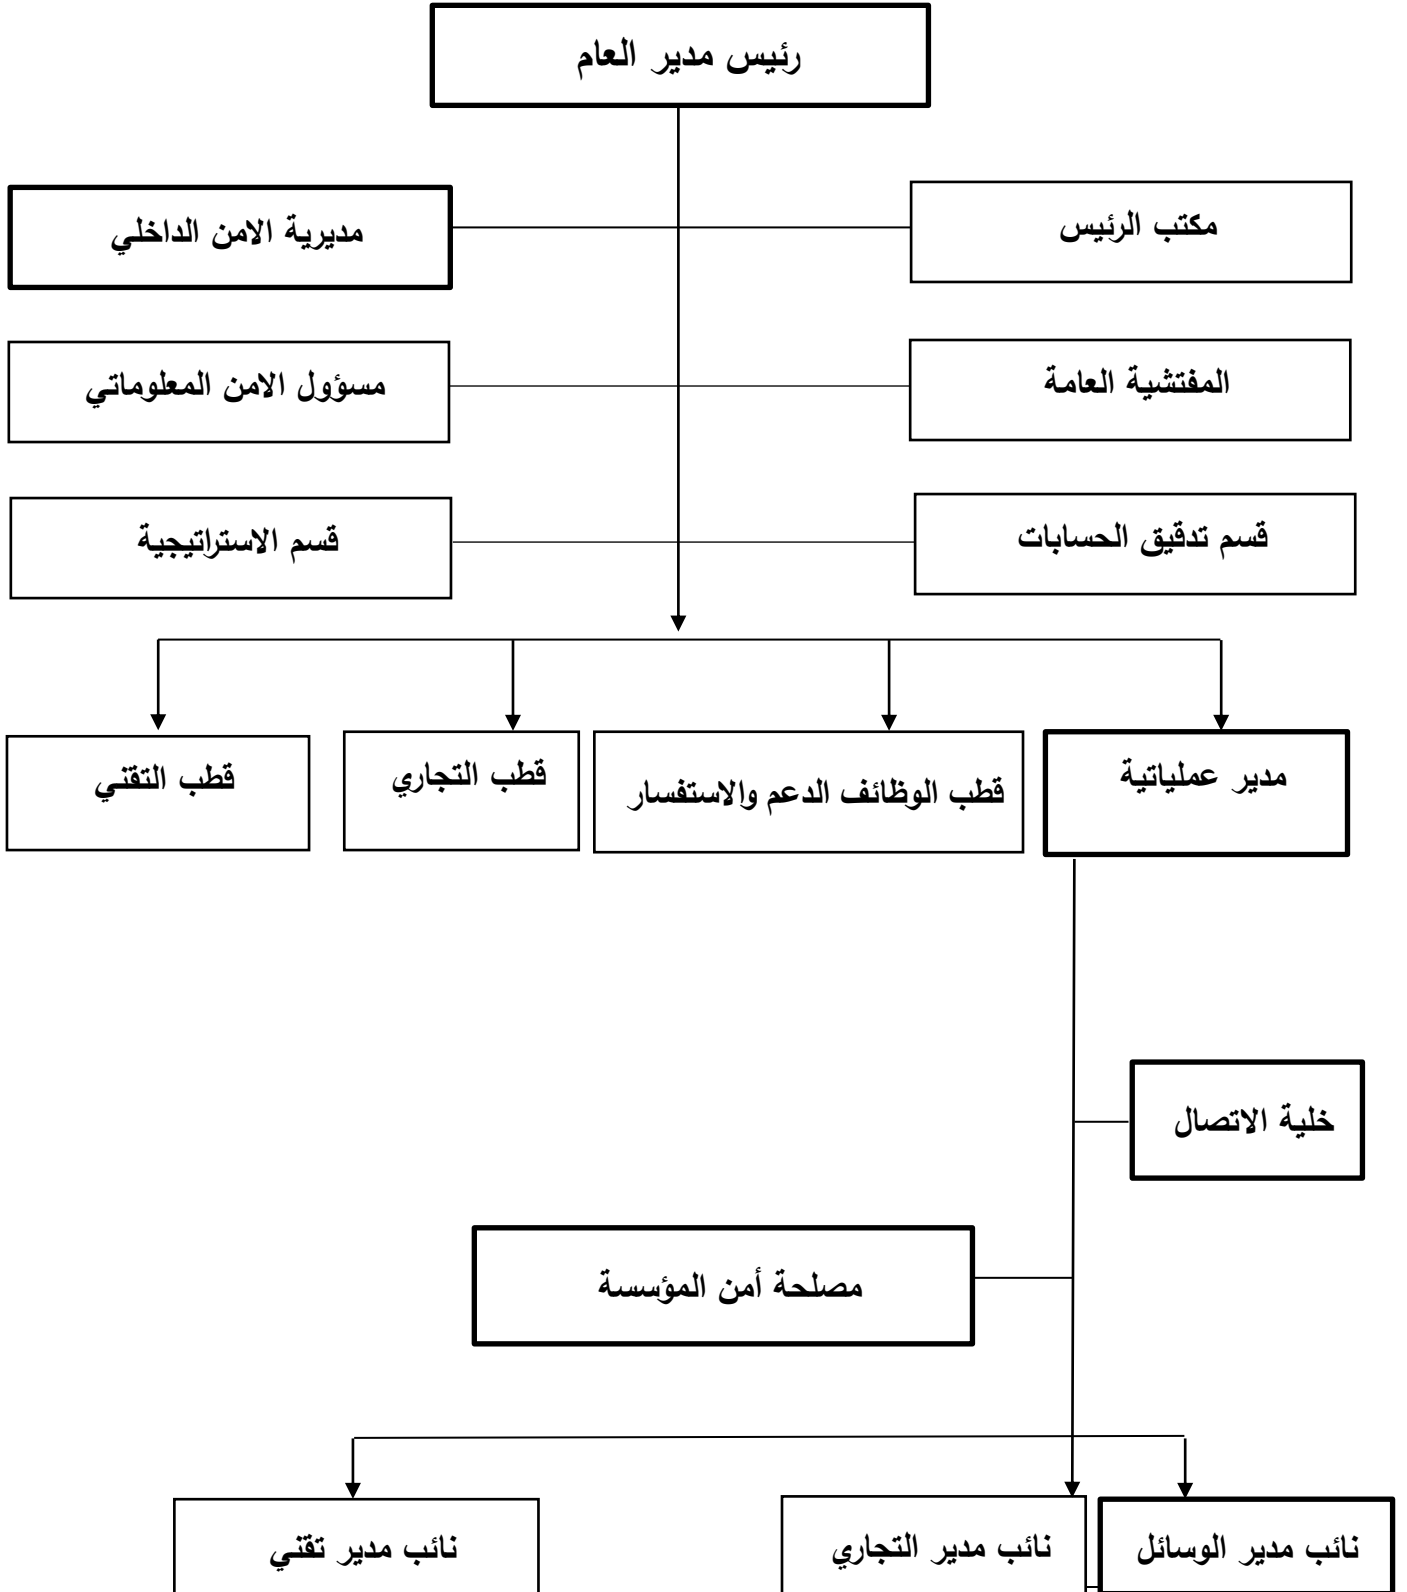 رئيس مدير العام
مكتب الرئيس
مديرية الامن الداخلي
المفتشية العامة
مسؤول الامن المعلوماتي
قسم تدقيق الحسابات
قسم الاستراتيجية
مدير عملياتية
قطب الوظائف الدعم والاستفسار
قطب التجاري
قطب التقني
خلية الاتصال
مصلحة أمن المؤسسة
نائب مدير الوسائل
نائب مدير التجاري
نائب مدير تقني